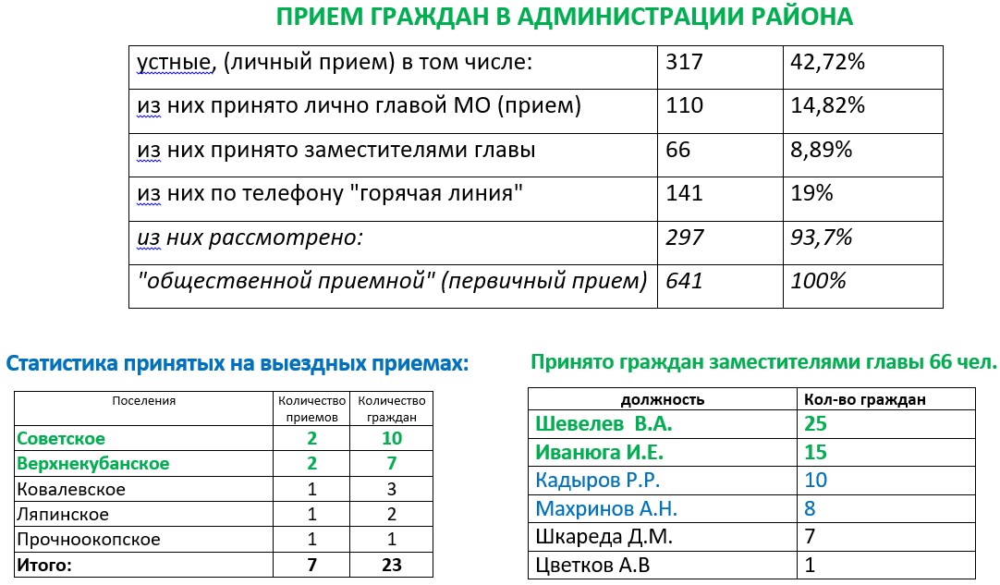 ПРИЕМ ГРАЖДАН В АДМИНИСТРАЦИИ РАЙОНА
устные, (личный прием) в том числе: 317 42,72%
из них принято лично главой МО (прием) 110 14,82%
из них принято заместителями главы 66 8,89%
из них по телефону "горячая линия" 141 19%
из них рассмотрено: 297 93,7%
"общественной приемной" (первичный прием) 641 100%
Статистика принятых на выездных приемах:
Поселения Количество приемов Количество граждан
Советское 2 10
Верхнекубанское 2 7
Ковалевское 1 3
Ляпинское 1 2
Прочноокопское 1 1
Итого: 7 23
Принято граждан заместителями главы 66 чел.
должность Кол-во граждан
Шевелев В.А. 25
Иванюга И.Е. 15
Кадыров Р.Р. 10
Махринов А.Н. 8
Шкареда Д.М. 7
Цветков А.В 1